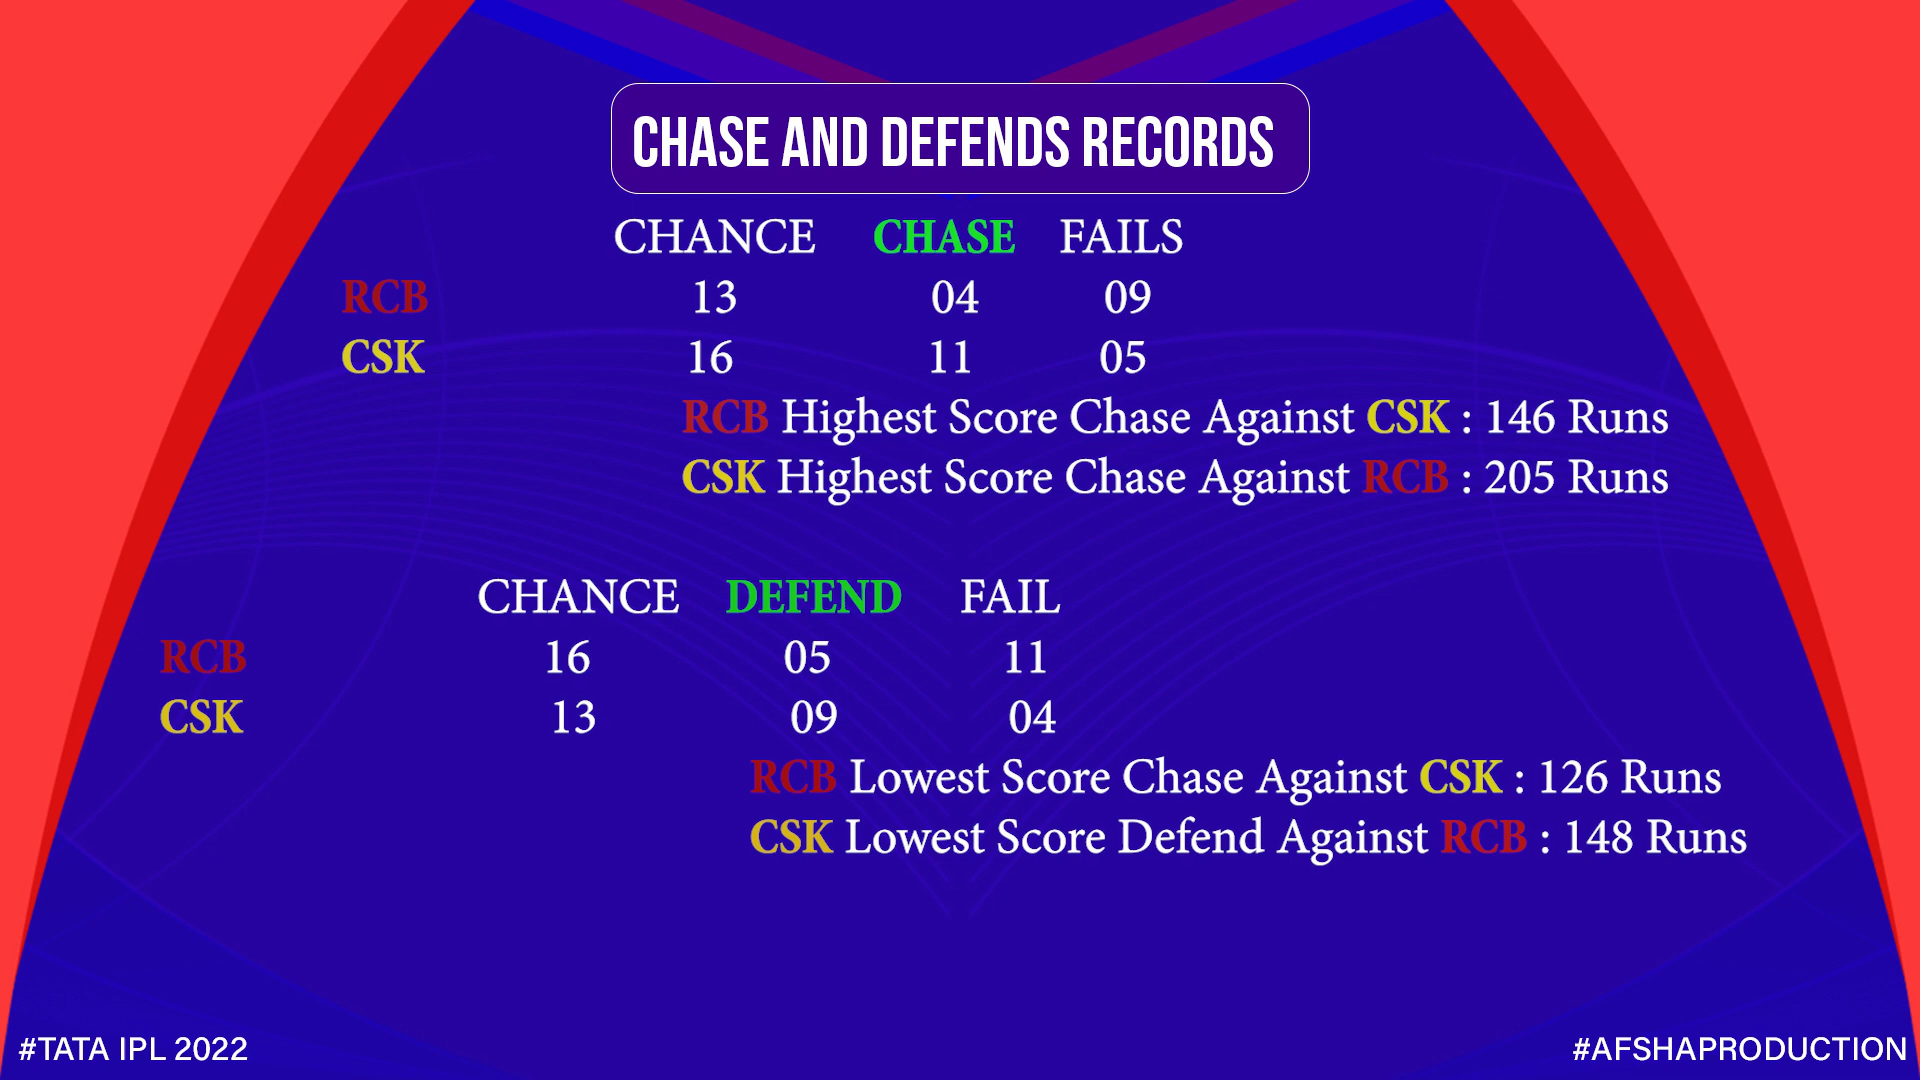 CHASE AND DEFENDS RECORDS
CHANCE CHASE FAILS
RCB 13 04 09
CSK 16 11 05
RCB Highest Score Chase Against CSK : 146 Runs
CSK Highest Score Chase Against RCB : 205 Runs
CHANCE DEFEND FAIL
RCB 16 05 11
CSK 13 09 04
RCB Lowest Score Chase Against CSK : 126 Runs
CSK Lowest Score Defend Against RCB : 148 Runs
#TATA IPL 2022
#AFSHAPRODUCTION